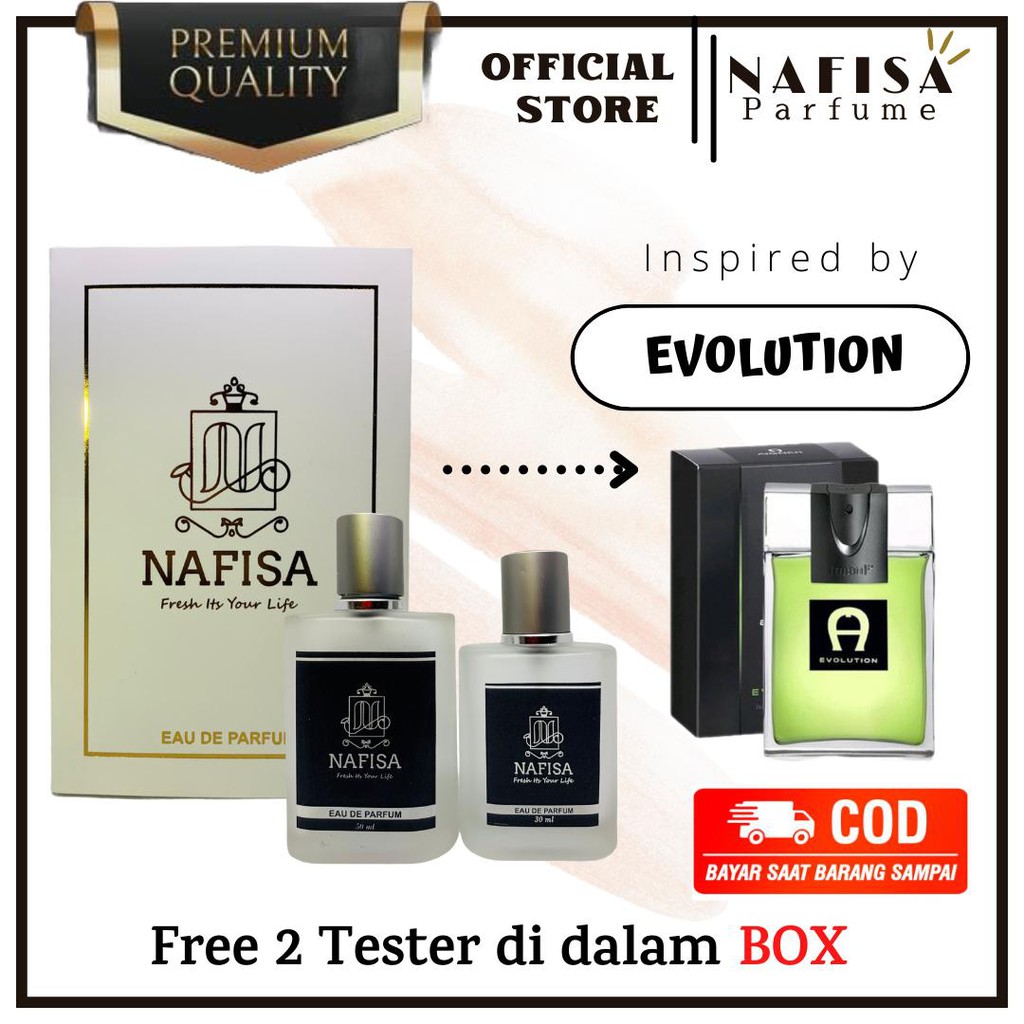 PREMIUM
QUALITY
OFFICIAL
STORE
NAFISA
Parfume
Inspired by
EVOLUTION
NAFISA
Fresh Its Your Life
EAU DE PARFU
NAFISA
Fresh Its Your Life
EAU DE PARFUM
50 ml
NAFISA
Fresh Its Your Life
EAU DE PARFUM
30 ml
AIGNER
EVOLUTION
COD
BAYAR SAAT BARANG SAMPAI
Free 2 Tester di dalam BOX